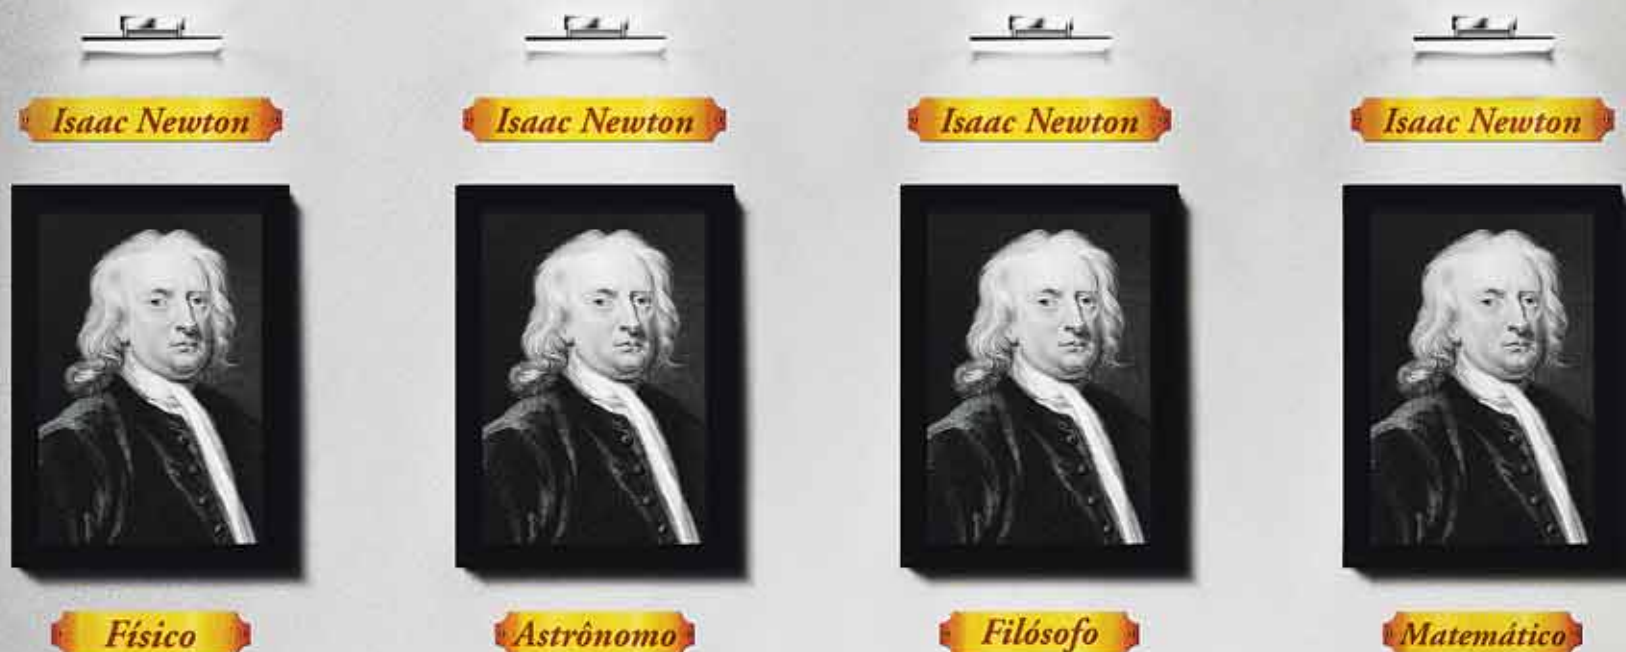 Isaac Newton
Isaac Newton
Isaac Newton
Isaac Newton
Físico
Astrônomo
Filósofo
Matemático